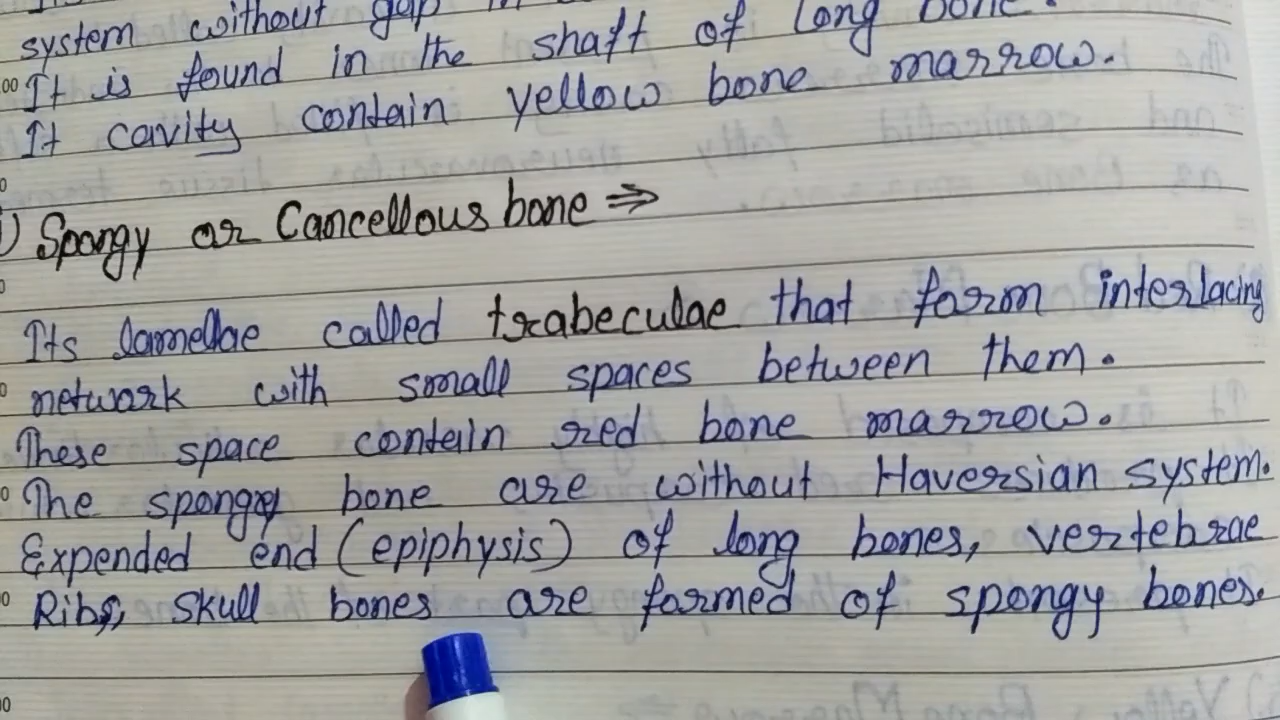 system without gap in
shaft of long bone.
It is found in the
It cavity contain yellow bone marrow.
) Spongy or Cancellous bone ⇒
Its lamellae called trabeculae that form interlacing
network with small spaces between them.
These space contain red bone marrow.
The spongy bone are without Haversian system.
Expended end (epiphysis) of long bones, vertebrae
Ribs, skull bones are formed of spongy bones.